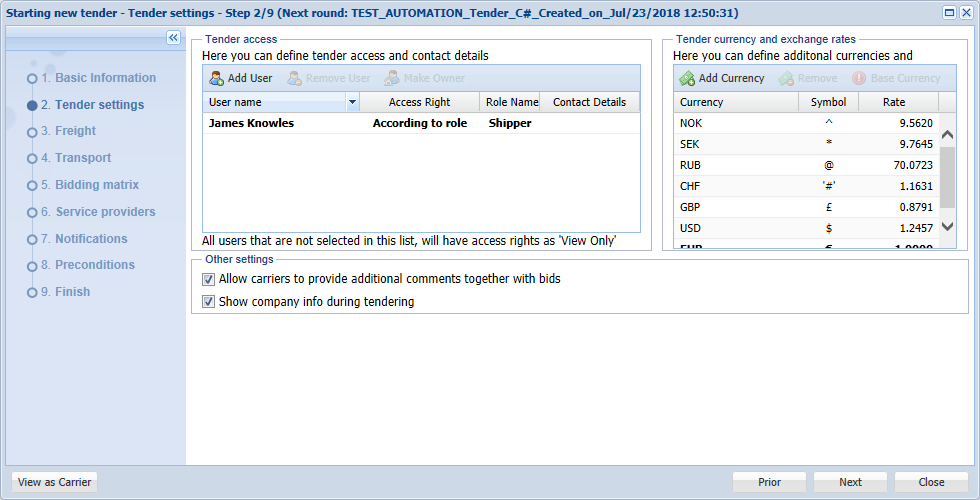 Starting new tender - Tender settings - Step 2/9 (Next round: TEST_AUTOMATION_Tender_C#_Created_on_Jul/23/2018 12:50:31)
1. Basic Information
2. Tender settings
3. Freight
4. Transport
5. Bidding matrix
6. Service providers
7. Notifications
8. Preconditions
9. Finish
Tender access
Here you can define tender access and contact details
Add User Remove User Make Owner
User name Access Right Role Name Contact Details
James Knowles According to role Shipper
All users that are not selected in this list, will have access rights as 'View Only'
Tender currency and exchange rates
Here you can define additonal currencies and
Add Currency Remove Base Currency
Currency Symbol Rate
NOK ^ 9.5620
SEK * 9.7645
RUB @ 70.0723
CHF '#' 1.1631
GBP £ 0.8791
USD $ 1.2457
EUR € 1.0000
Other settings
Allow carriers to provide additional comments together with bids
Show company info during tendering
View as Carrier Prior Next Close